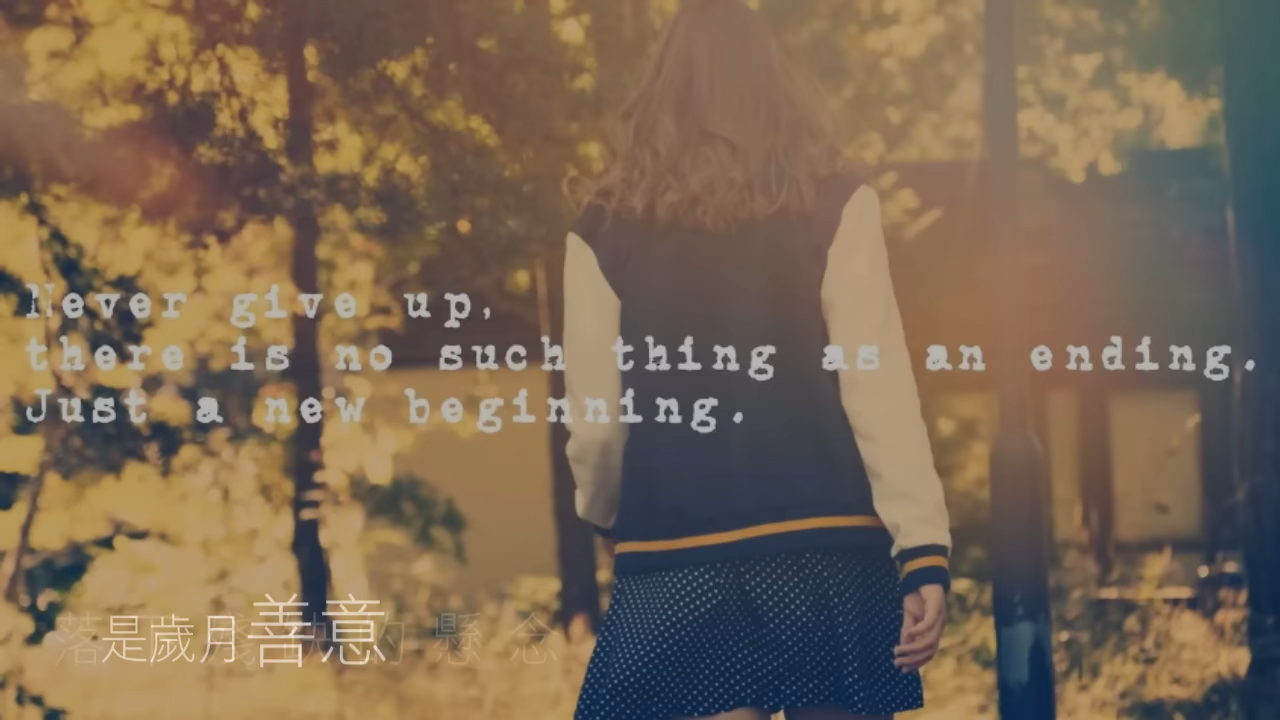 Never give up,
there is no such thing as an ending.
Just a new beginning.
是歲月善意